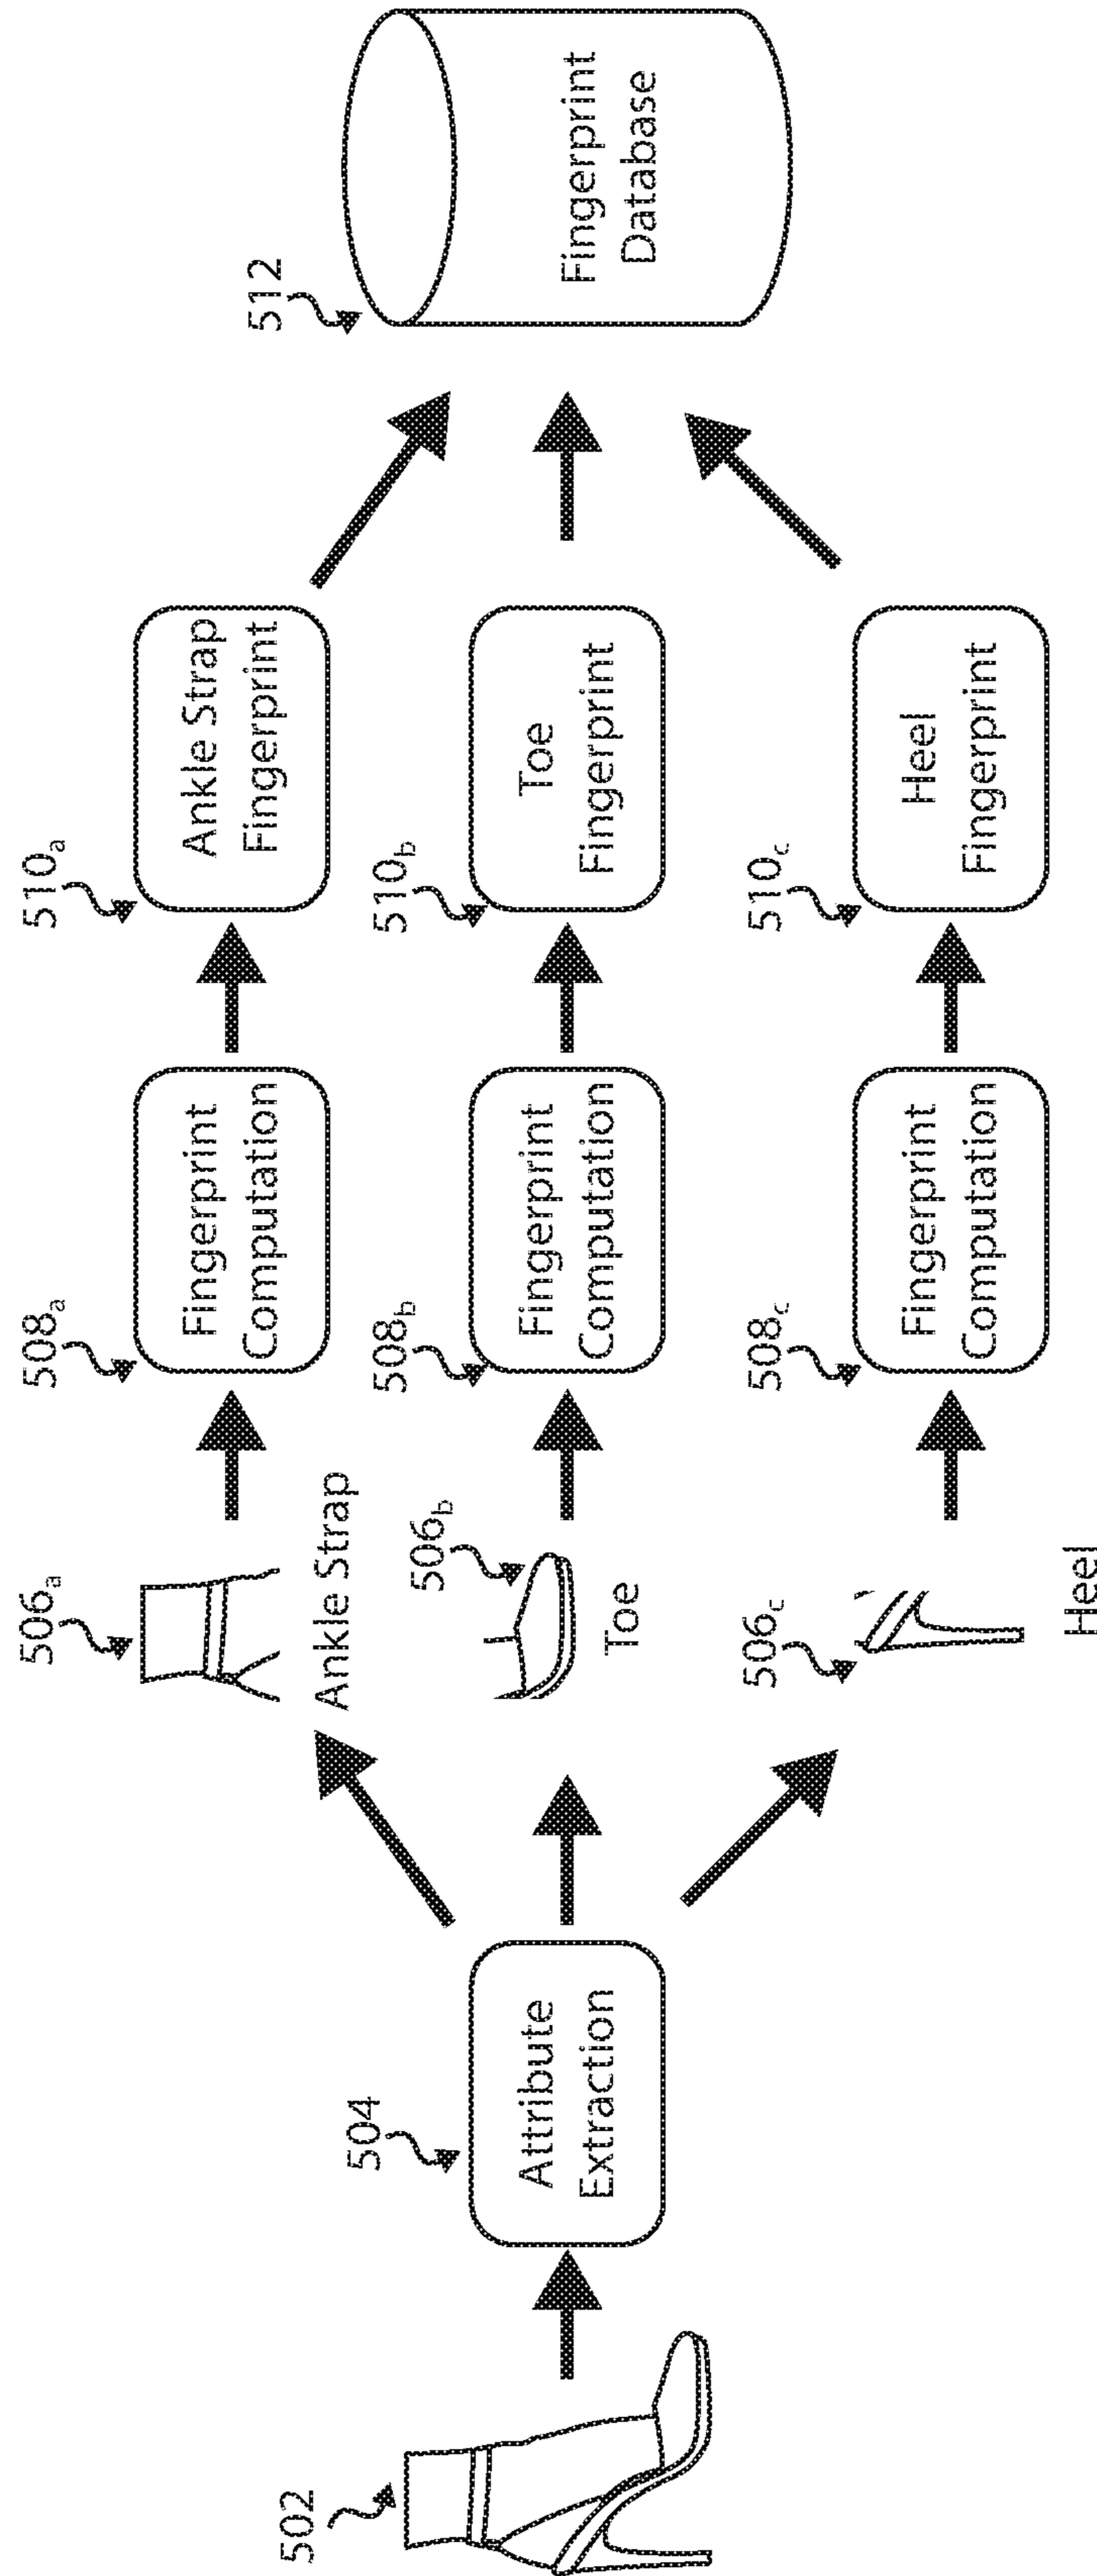 502
504
Attribute
Extraction
506a
Ankle Strap
506b
Toe
506c
Heel
508a
Fingerprint
Computation
508b
Fingerprint
Computation
508c
Fingerprint
Computation
510a
Ankle Strap
Fingerprint
510b
Toe
Fingerprint
510c
Heel
Fingerprint
512
Fingerprint
Database